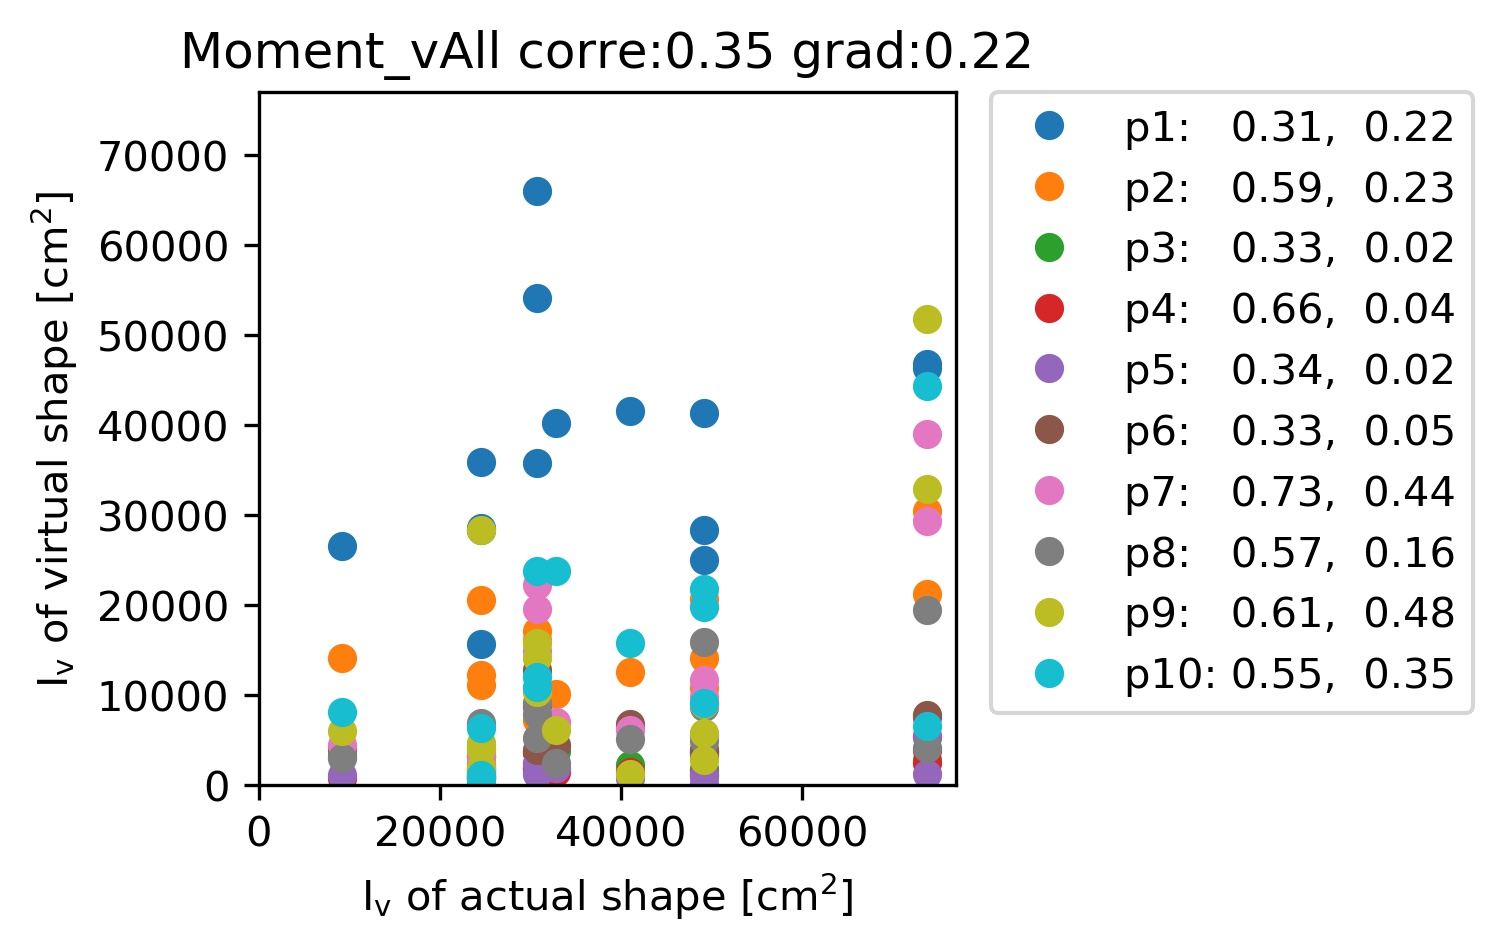 Moment_vAll corre:0.35 grad:0.22
70000
60000
50000
40000
30000
20000
10000
0
0 20000 40000 60000
I_v of virtual shape [cm²]
I_v of actual shape [cm²]
p1: 0.31, 0.22
p2: 0.59, 0.23
p3: 0.33, 0.02
p4: 0.66, 0.04
p5: 0.34, 0.02
p6: 0.33, 0.05
p7: 0.73, 0.44
p8: 0.57, 0.16
p9: 0.61, 0.48
p10: 0.55, 0.35